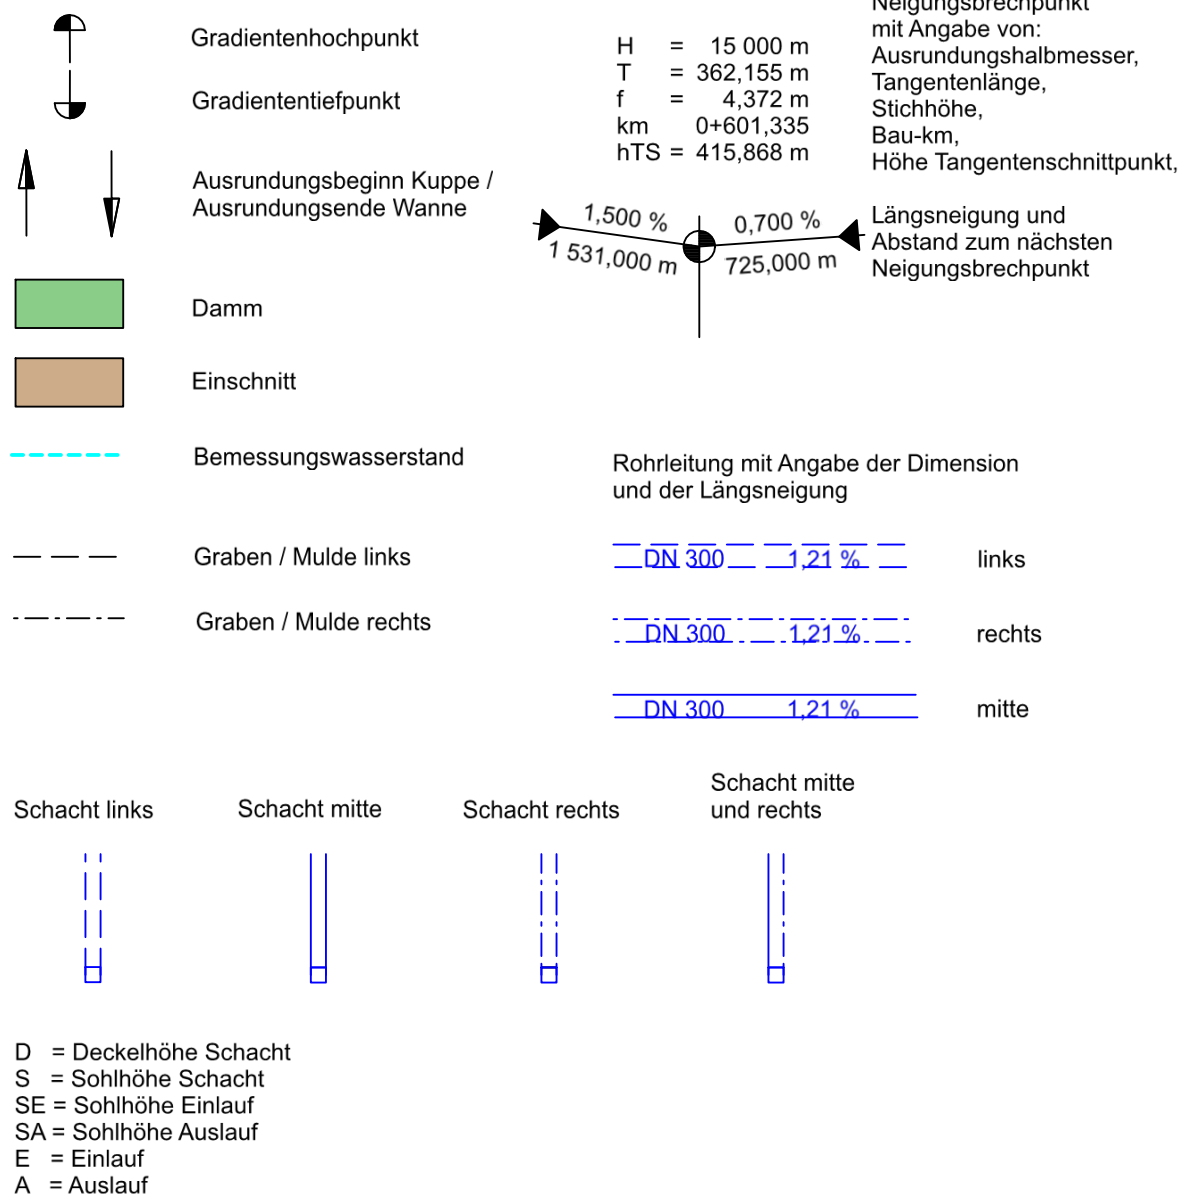 Gradientenhochpunkt
Gradiententiefpunkt
Ausrundungsbeginn Kuppe /
Ausrundungsende Wanne
Damm
Einschnitt
Bemessungswasserstand
Graben / Mulde links
Graben / Mulde rechts
H = 15 000 m
T = 362,155 m
f = 4,372 m
km 0+601,335
hTS = 415,868 m
Neigungsbrechpunkt
mit Angabe von:
Ausrundungshalbmesser,
Tangentenlänge,
Stichhöhe,
Bau-km,
Höhe Tangentenschnittpunkt,
1,500 %
1 531,000 m
0,700 %
725,000 m
Längsneigung und
Abstand zum nächsten
Neigungsbrechpunkt
Rohrleitung mit Angabe der Dimension
und der Längsneigung
DN 300 1,21 % links
DN 300 1,21 % rechts
DN 300 1,21 % mitte
Schacht links
Schacht mitte
Schacht rechts
Schacht mitte
und rechts
D = Deckelhöhe Schacht
S = Sohlhöhe Schacht
SE = Sohlhöhe Einlauf
SA = Sohlhöhe Auslauf
E = Einlauf
A = Auslauf